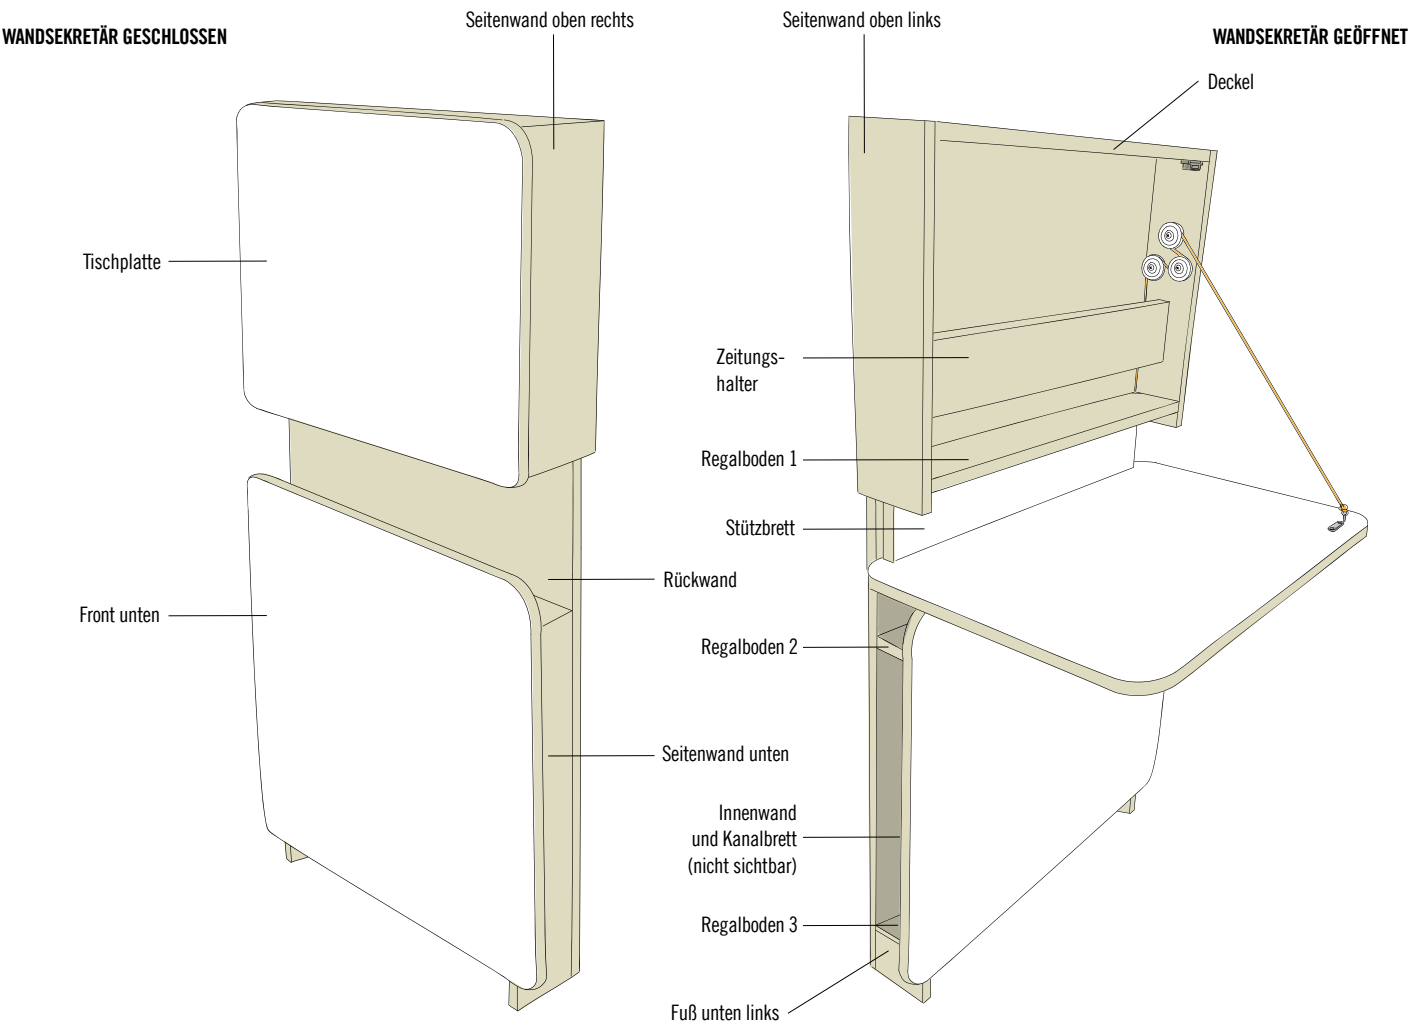 WANDSEKRETÄR GESCHLOSSEN
Seitenwand oben rechts
Seitenwand oben links
WANDSEKRETÄR GEÖFFNET
Deckel
Tischplatte
Zeitungs-
halter
Regalboden 1
Stützbrett
Rückwand
Front unten
Regalboden 2
Seitenwand unten
Innenwand
und Kanalbrett
(nicht sichtbar)
Regalboden 3
Fuß unten links